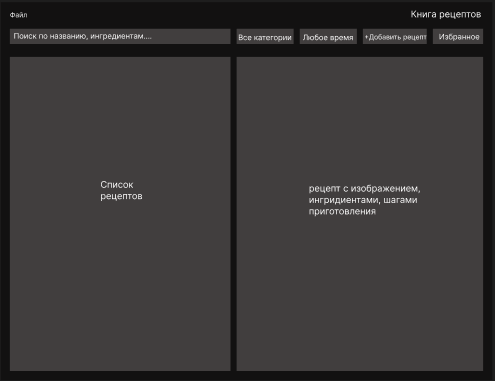 Файл
Книга рецептов
Поиск по названию, ингредиентам....
Все категории
Любое время
+Добавить рецепт
Избранное
Список
рецептов
рецепт с изображением,
ингридиентами, шагами
приготовления